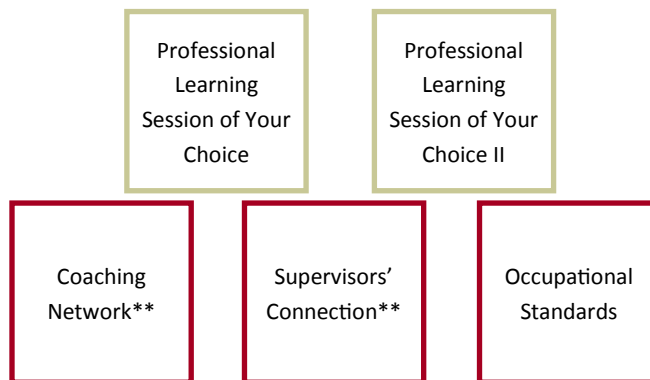 Professional
Learning
Session of Your
Choice
Professional
Learning
Session of Your
Choice II
Coaching
Network**
Supervisors’
Connection**
Occupational
Standards